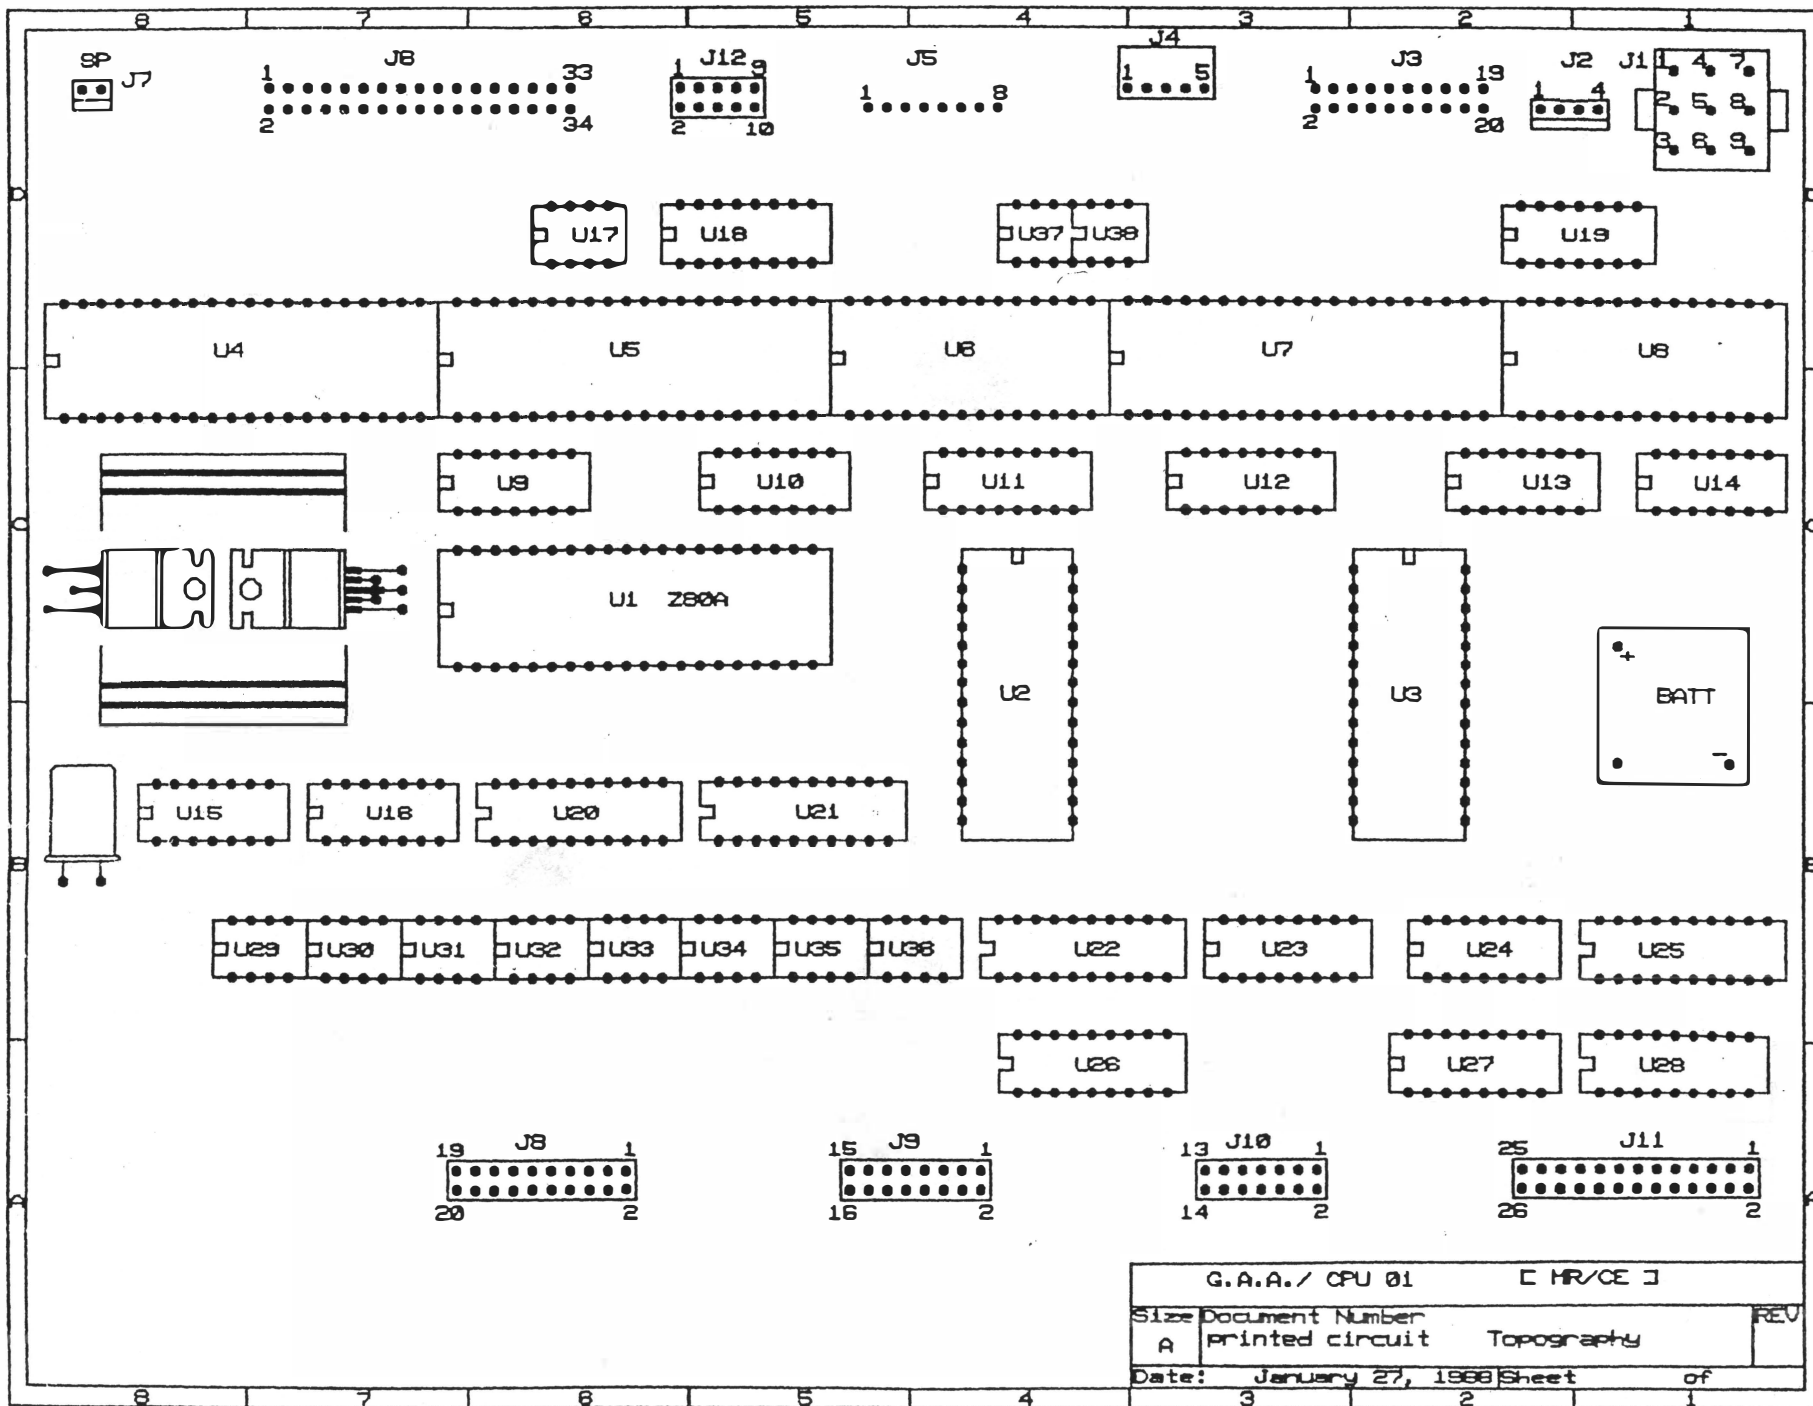 8 7 6 5 4 3 2 1
SP J7
1 J6 33
2 34
1 J12 9
2 10
J5
1 8
J4
1 5
1 J3 19
2 20
J2
1 4
J1 1 4 7
2 5 8
3 6 9
D D
U17 U18 U37 U38 U19
U4 U5 U6 U7 U8
U9 U10 U11 U12 U13 U14
C C
U1 Z80A
U2 U3
+
BATT
-
U15 U16 U20 U21
B B
U29 U30 U31 U32 U33 U34 U35 U36 U22 U23 U24 U25
U26 U27 U28
19 J8 1
20 2
15 J9 1
16 2
13 J10 1
14 2
25 J11 1
26 2
A A
G.A.A./ CPU 01 [ MR/CE ]
Size Document Number REV
A printed circuit Topography
Date: January 27, 1988 Sheet of
8 7 6 5 4 3 2 1